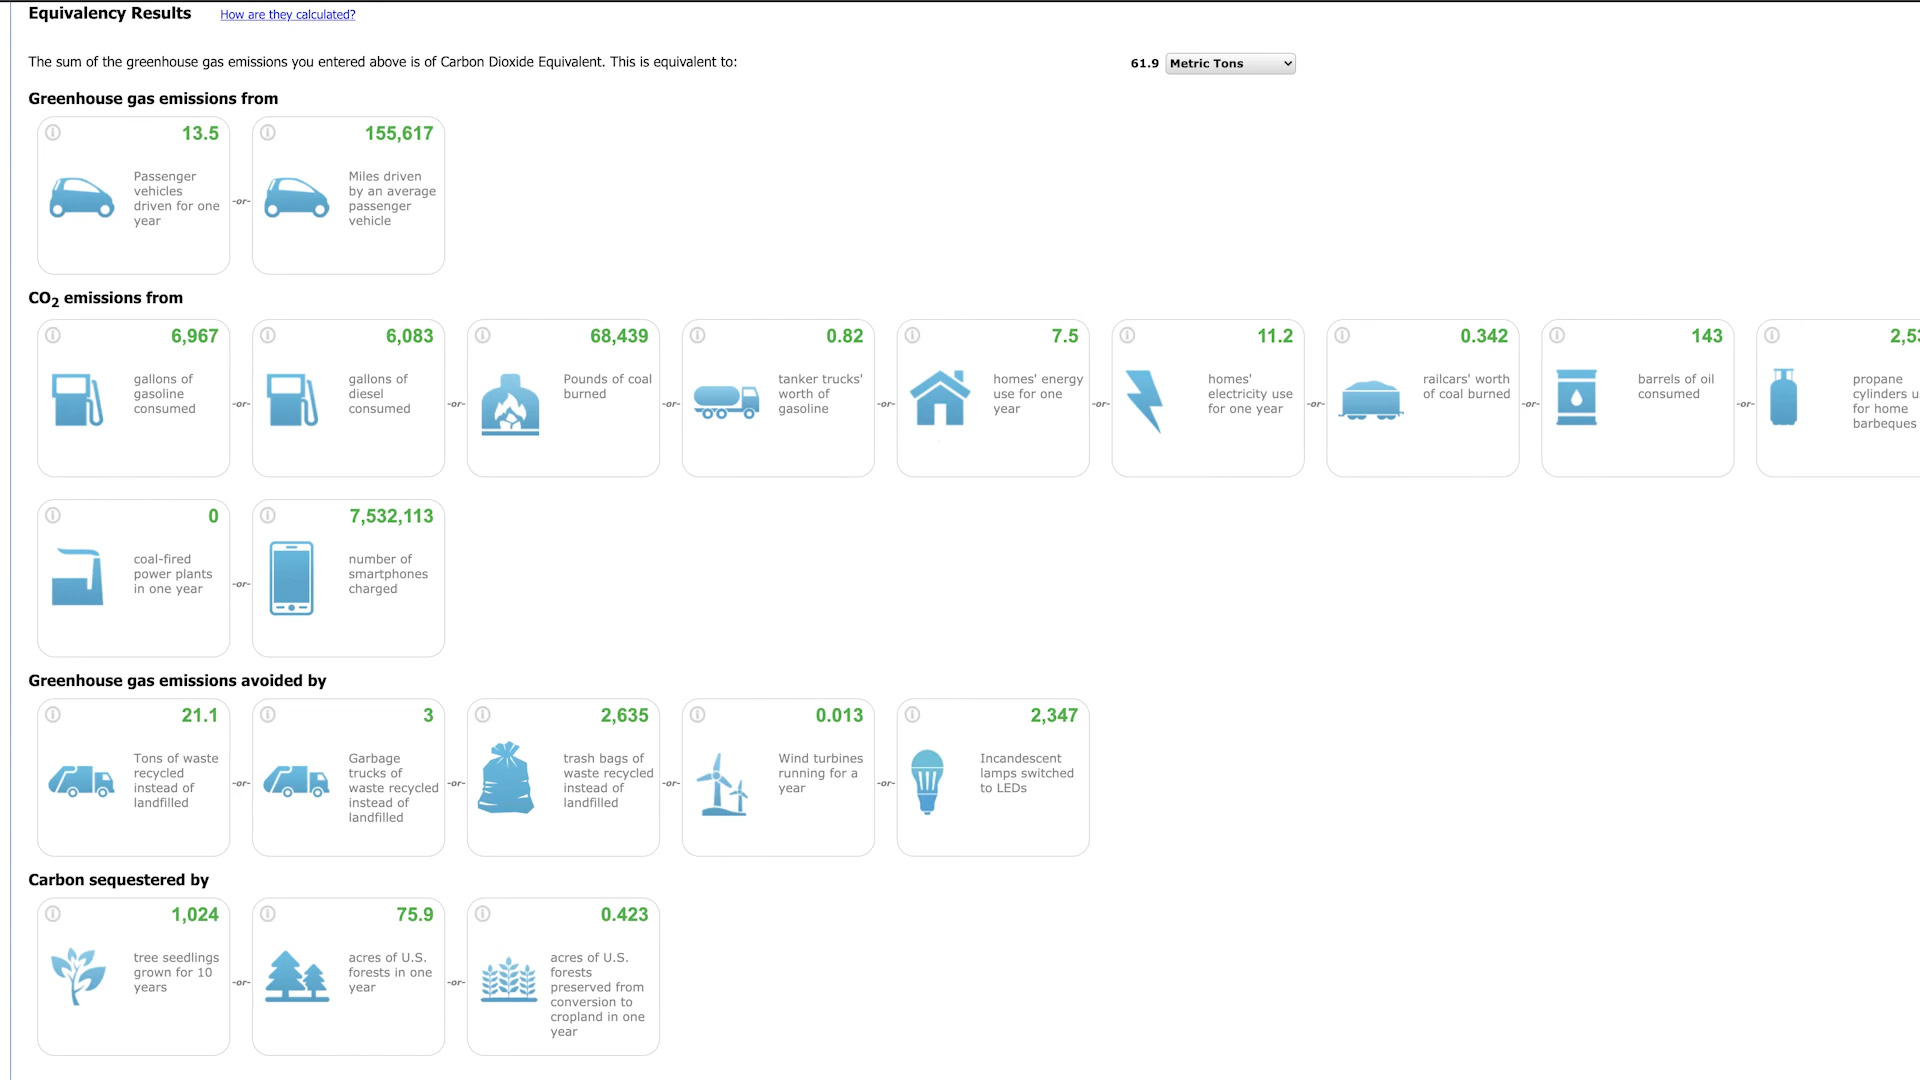 Equivalency Results How are they calculated?
The sum of the greenhouse gas emissions you entered above is of Carbon Dioxide Equivalent. This is equivalent to: 61.9 Metric Tons
Greenhouse gas emissions from
13.5
Passenger
vehicles
driven for one
year
-or-
155,617
Miles driven
by an average
passenger
vehicle
CO2 emissions from
6,967
gallons of
gasoline
consumed
-or-
6,083
gallons of
diesel
consumed
-or-
68,439
Pounds of coal
burned
-or-
0.82
tanker trucks'
worth of
gasoline
-or-
7.5
homes' energy
use for one
year
-or-
11.2
homes'
electricity use
for one year
-or-
0.342
railcars' worth
of coal burned
-or-
143
barrels of oil
consumed
-or-
propane
cylinders
for home
barbeques
0
coal-fired
power plants
in one year
-or-
7,532,113
number of
smartphones
charged
Greenhouse gas emissions avoided by
21.1
Tons of waste
recycled
instead of
landfilled
-or-
3
Garbage
trucks of
waste recycled
instead of
landfilled
-or-
2,635
trash bags of
waste recycled
instead of
landfilled
-or-
0.013
Wind turbines
running for a
year
-or-
2,347
Incandescent
lamps switched
to LEDs
Carbon sequestered by
1,024
tree seedlings
grown for 10
years
-or-
75.9
acres of U.S.
forests in one
year
-or-
0.423
acres of U.S.
forests
preserved from
conversion to
cropland in one
year